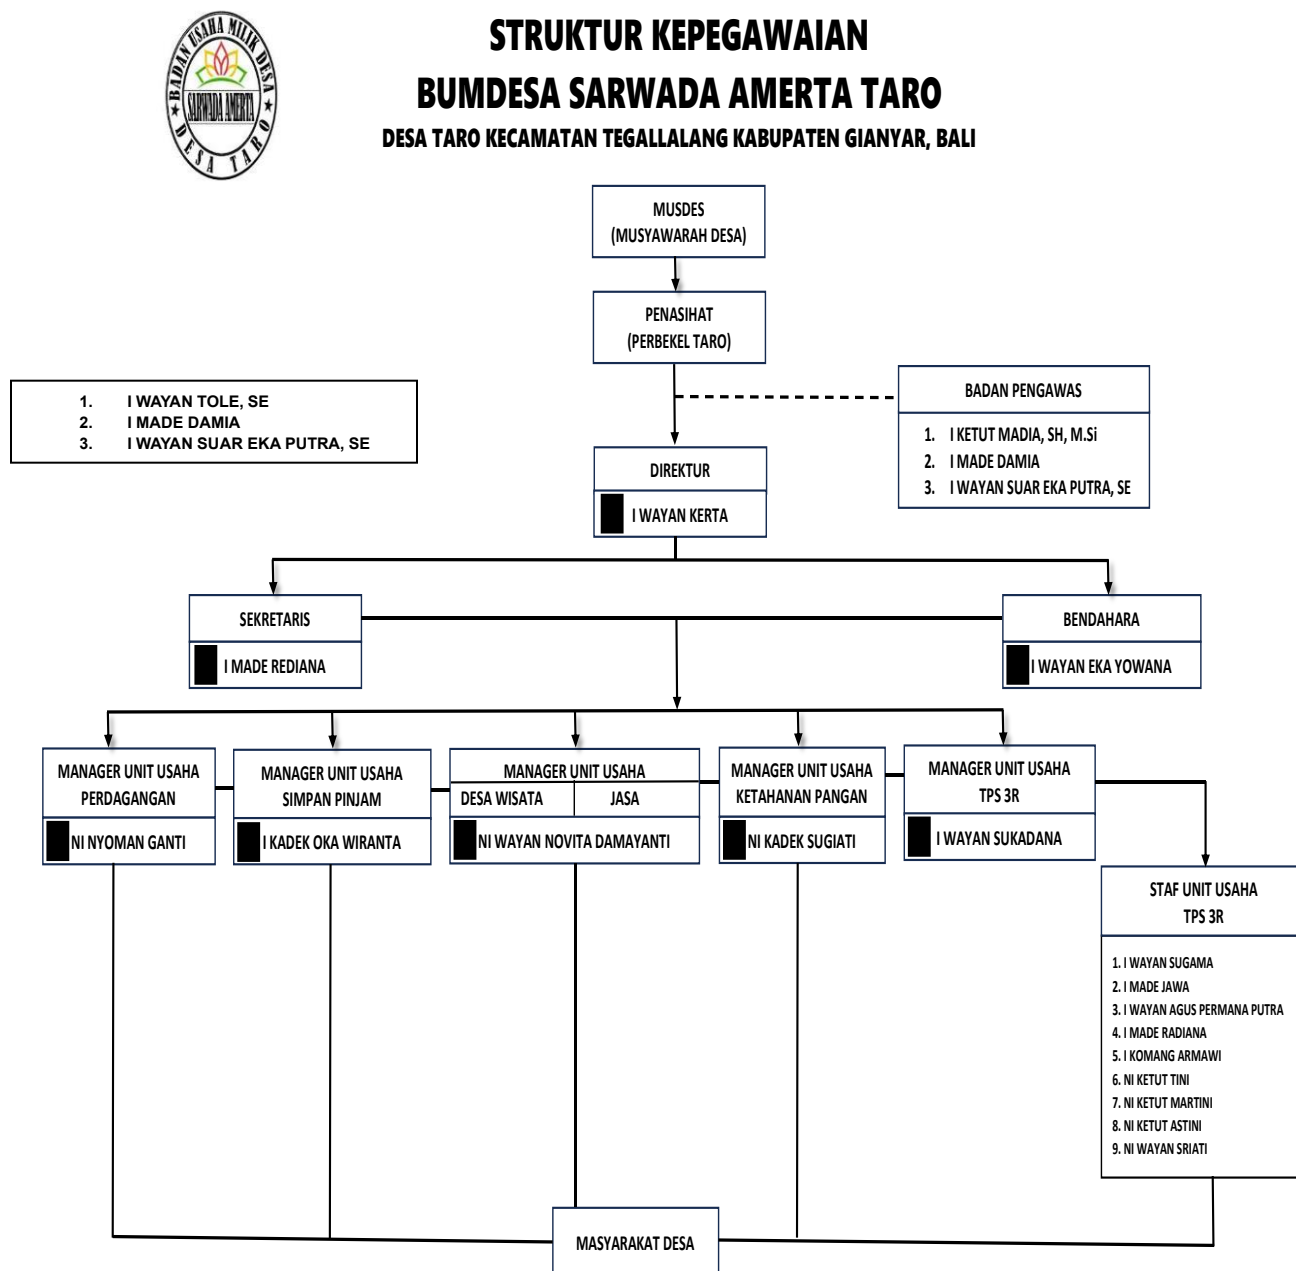 BADAN USAHA MILIK DESA
SARWADA AMERTA
DESA TARO
STRUKTUR KEPEGAWAIAN
BUMDESA SARWADA AMERTA TARO
DESA TARO KECAMATAN TEGALLALANG KABUPATEN GIANYAR, BALI
MUSDES
(MUSYAWARAH DESA)
PENASIHAT
(PERBEKEL TARO)
1. I WAYAN TOLE, SE
2. I MADE DAMIA
3. I WAYAN SUAR EKA PUTRA, SE
BADAN PENGAWAS
1. I KETUT MADIA, SH, M.Si
2. I MADE DAMIA
3. I WAYAN SUAR EKA PUTRA, SE
DIREKTUR
I WAYAN KERTA
SEKRETARIS
I MADE REDIANA
BENDAHARA
I WAYAN EKA YOWANA
MANAGER UNIT USAHA
PERDAGANGAN
NI NYOMAN GANTI
MANAGER UNIT USAHA
SIMPAN PINJAM
I KADEK OKA WIRANTA
MANAGER UNIT USAHA
DESA WISATA JASA
NI WAYAN NOVITA DAMAYANTI
MANAGER UNIT USAHA
KETAHANAN PANGAN
NI KADEK SUGIATI
MANAGER UNIT USAHA
TPS 3R
I WAYAN SUKADANA
STAF UNIT USAHA
TPS 3R
1. I WAYAN SUGAMA
2. I MADE JAWA
3. I WAYAN AGUS PERMANA PUTRA
4. I MADE RADIANA
5. I KOMANG ARMAWI
6. NI KETUT TINI
7. NI KETUT MARTINI
8. NI KETUT ASTINI
9. NI WAYAN SRIATI
MASYARAKAT DESA